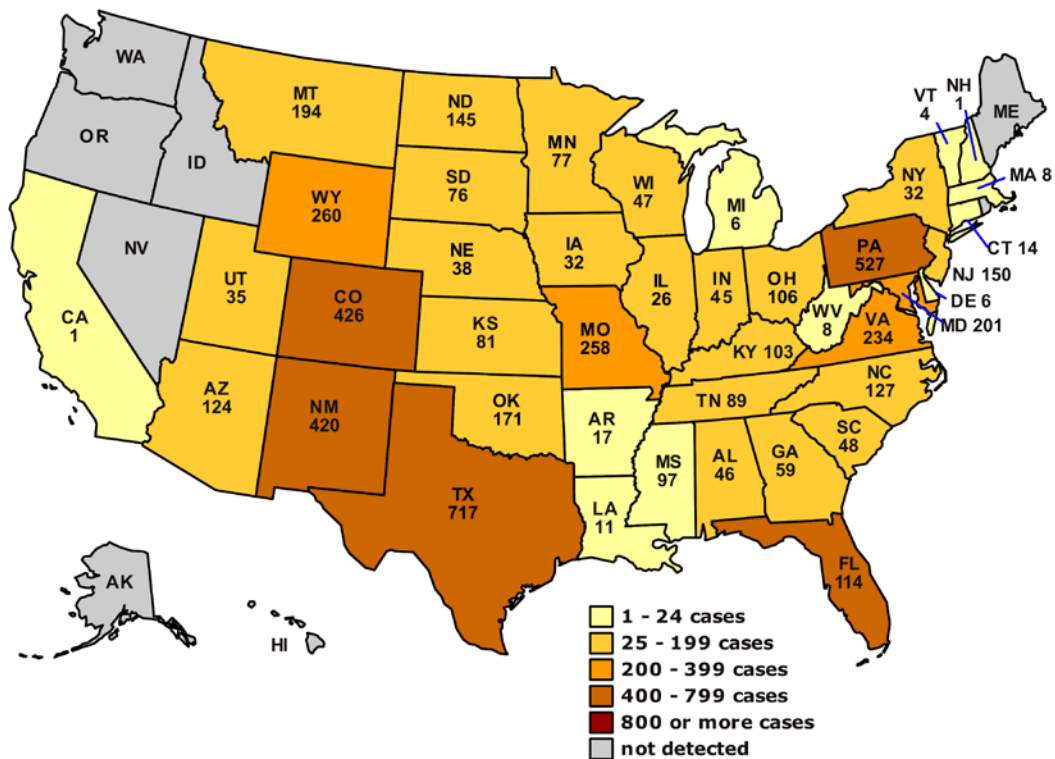 WA
MT
194
ND
145
MN
77
VT
4
NH
1
ME
OR
ID
SD
76
WI
47
MI
6
NY
32
MA 8
WY
260
NE
38
IA
32
PA
527
CT 14
NV
UT
35
CO
426
IL
26
IN
45
OH
106
NJ 150
DE 6
MD 201
CA
1
KS
81
MO
258
WV
8
VA
234
KY 103
AZ
124
NM
420
OK
171
AR
17
TN 89
NC
127
SC
48
TX
717
LA
11
MS
97
AL
46
GA
59
FL
114
AK
HI
1 - 24 cases
25 - 199 cases
200 - 399 cases
400 - 799 cases
800 or more cases
not detected